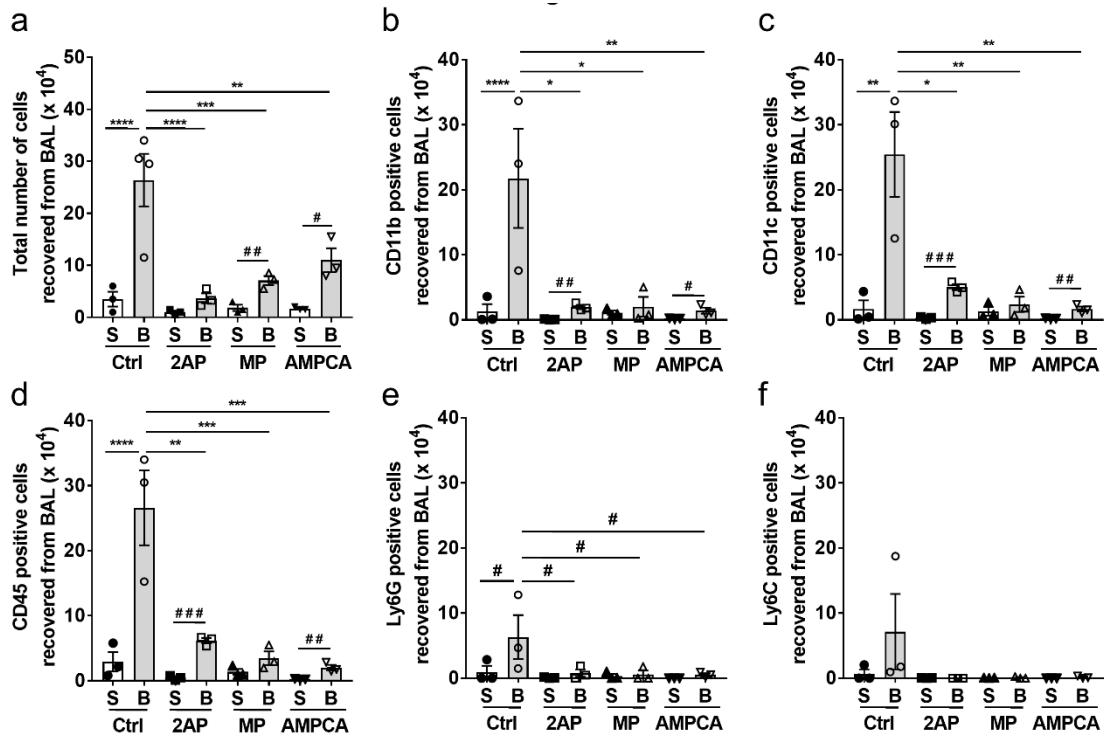 a
Total number of cells
recovered from BAL (x 10⁴)
50
40
30
20
10
0
**
***
**** ****
##
#
S B S B S B S B
Ctrl 2AP MP AMPCA
b
CD11b positive cells
recovered from BAL (x 10⁴)
40
30
20
10
0
**
*
**** *
##
#
S B S B S B S B
Ctrl 2AP MP AMPCA
c
CD11c positive cells
recovered from BAL (x 10⁴)
40
30
20
10
0
**
**
** *
###
##
S B S B S B S B
Ctrl 2AP MP AMPCA
d
CD45 positive cells
recovered from BAL (x 10⁴)
40
30
20
10
0
***
***
**** **
###
##
S B S B S B S B
Ctrl 2AP MP AMPCA
e
Ly6G positive cells
recovered from BAL (x 10⁴)
40
30
20
10
0
#
#
# #
S B S B S B S B
Ctrl 2AP MP AMPCA
f
Ly6C positive cells
recovered from BAL (x 10⁴)
40
30
20
10
0
S B S B S B S B
Ctrl 2AP MP AMPCA